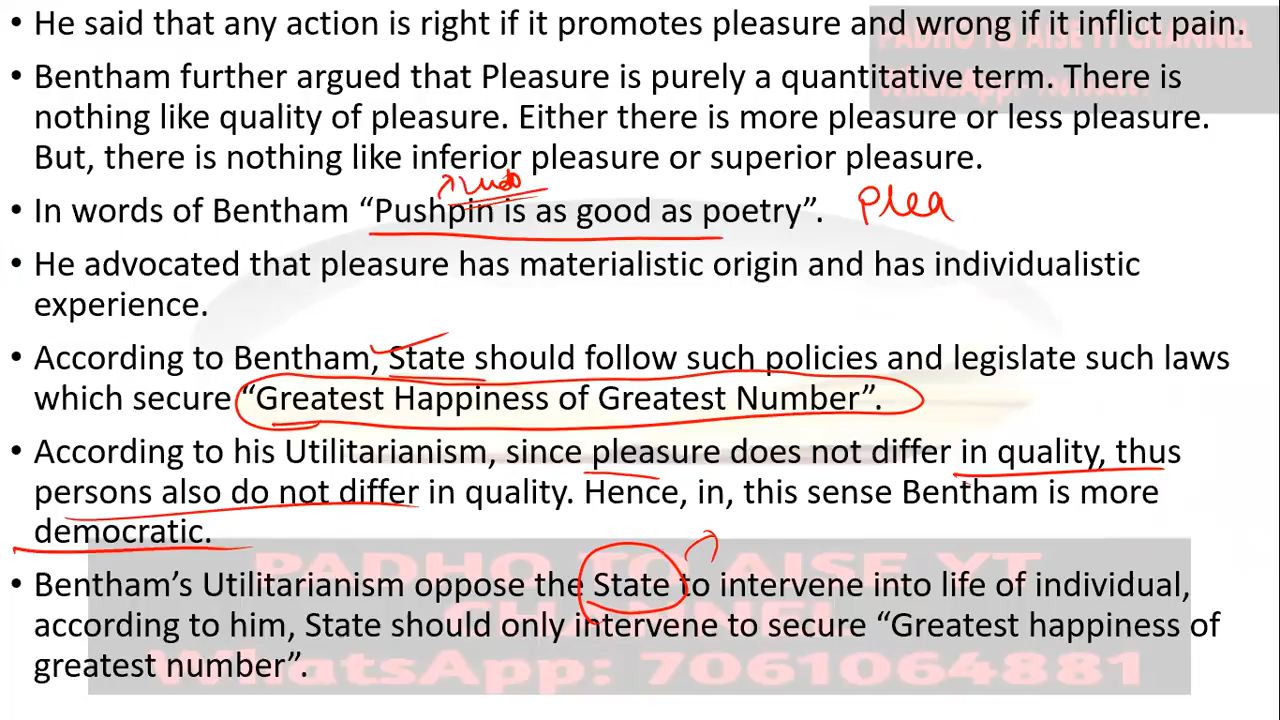 • He said that any action is right if it promotes pleasure and wrong if it inflict pain.
PADHO TO AISE YT CHANNEL
• Bentham further argued that Pleasure is purely a quantitative term. There is
nothing like quality of pleasure. Either there is more pleasure or less pleasure.
But, there is nothing like inferior pleasure or superior pleasure.
Ludo
• In words of Bentham “Pushpin is as good as poetry”. Plea
• He advocated that pleasure has materialistic origin and has individualistic
experience.
• According to Bentham, State should follow such policies and legislate such laws
which secure “Greatest Happiness of Greatest Number”.
• According to his Utilitarianism, since pleasure does not differ in quality, thus
persons also do not differ in quality. Hence, in, this sense Bentham is more
democratic.
PADHO TO AISE YT
• Bentham’s Utilitarianism oppose the State to intervene into life of individual,
CHANNEL
according to him, State should only intervene to secure “Greatest happiness of
greatest number”.
WhatsApp: 7061064881